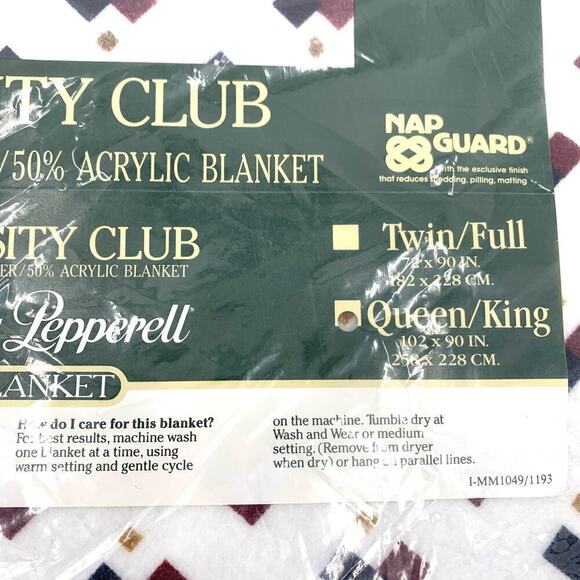 ITY CLUB
/50% ACRYLIC BLANKET
NAP GUARD®
with the exclusive finish
that reduces shedding, pilling, matting
SITY CLUB
ER/50% ACRYLIC BLANKET
Pepperell
LANKET
Twin/Full
72 x 90 IN.
182 x 228 CM.
Queen/King
102 x 90 IN.
258 x 228 CM.
How do I care for this blanket?
For best results, machine wash
one blanket at a time, using
warm setting and gentle cycle
on the machine. Tumble dry at
Wash and Wear or medium
setting. (Remove from dryer
when dry) or hang on parallel lines.
I-MM1049/1193